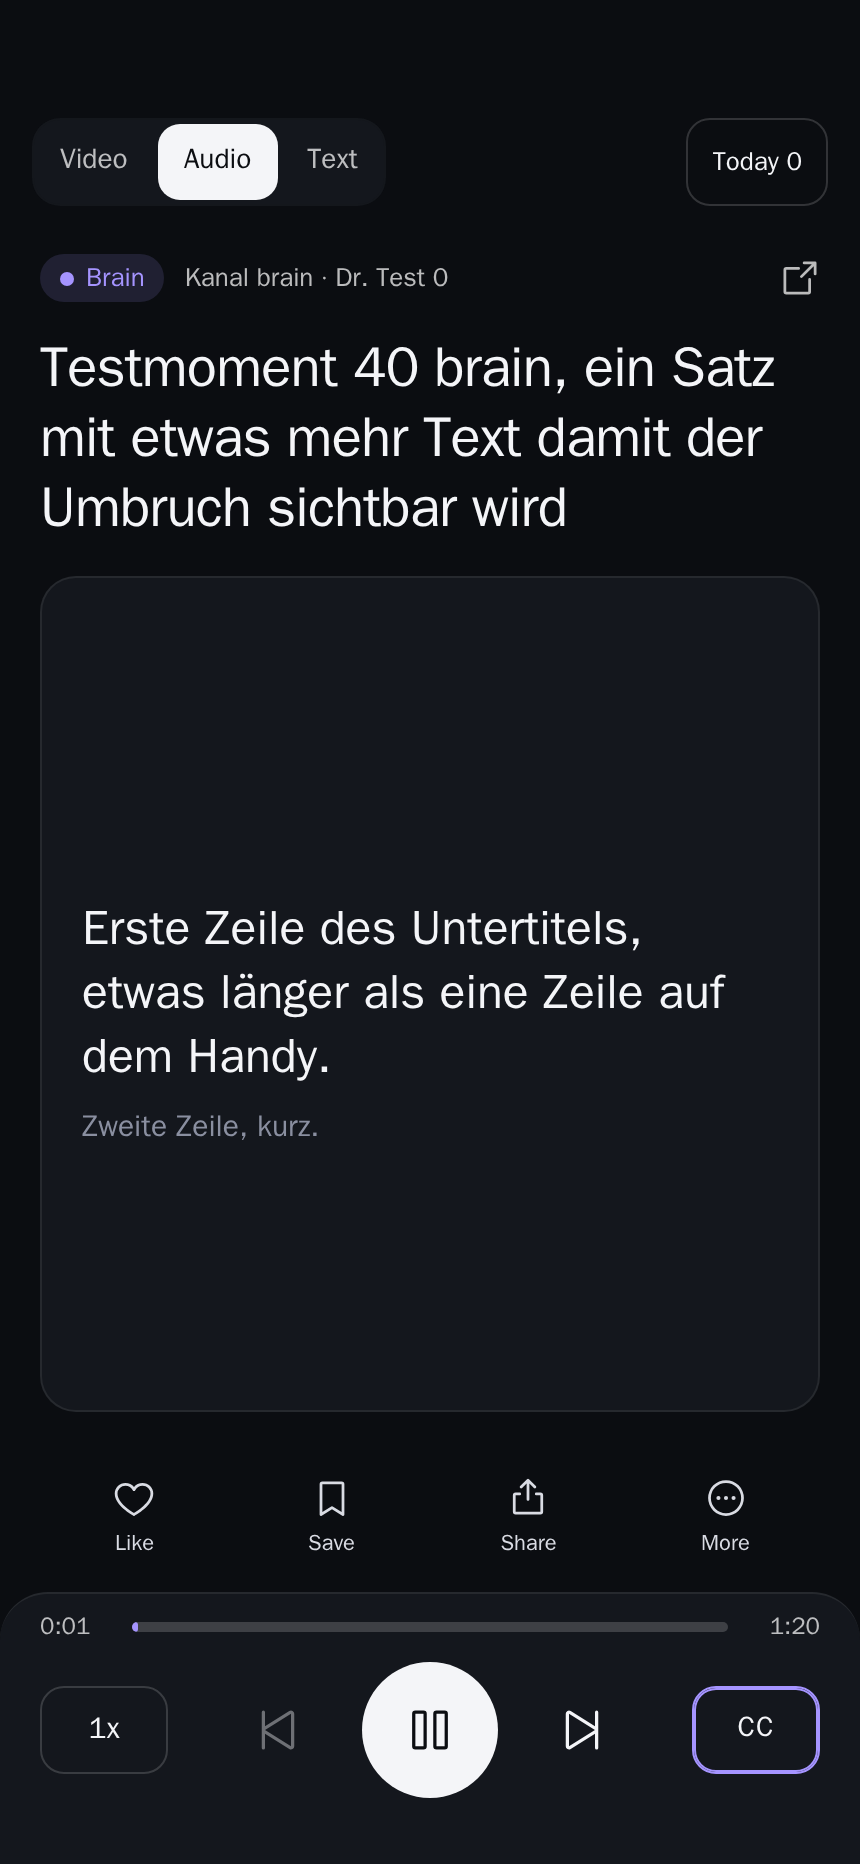 Video Audio Text Today 0
Brain Kanal brain · Dr. Test 0
Testmoment 40 brain, ein Satz
mit etwas mehr Text damit der
Umbruch sichtbar wird
Erste Zeile des Untertitels,
etwas länger als eine Zeile auf
dem Handy.
Zweite Zeile, kurz.
Like Save Share More
0:01 1:20
1x CC